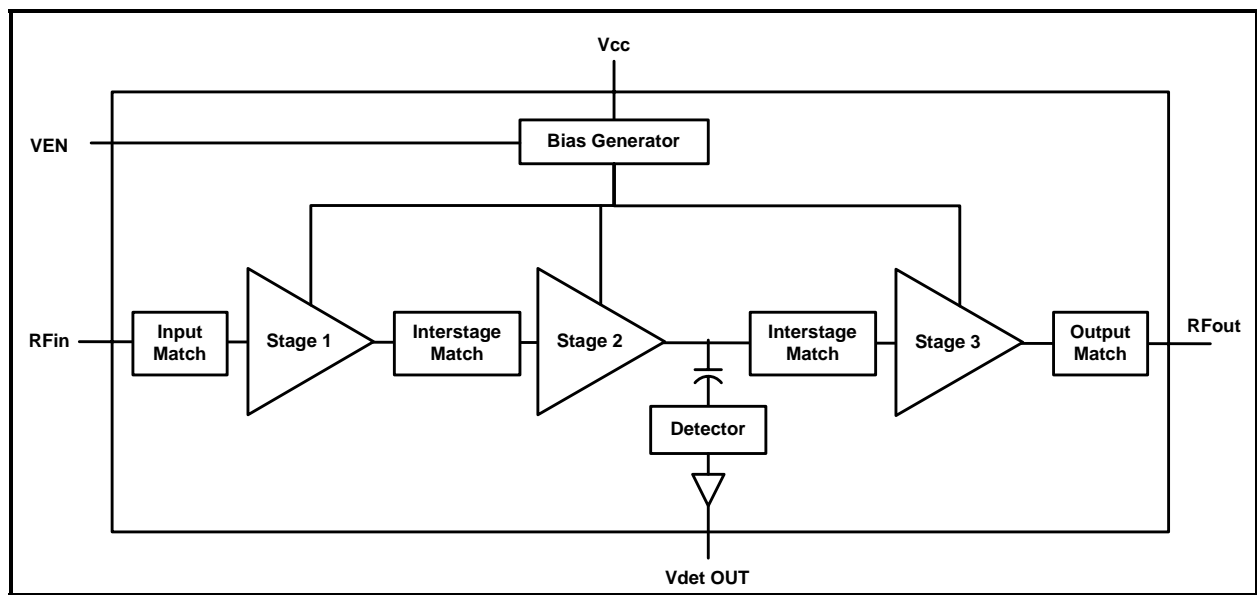 Vcc
VEN
Bias Generator
RFin
Input
Match
Stage 1
Interstage
Match
Stage 2
Interstage
Match
Stage 3
Output
Match
RFout
Detector
Vdet OUT